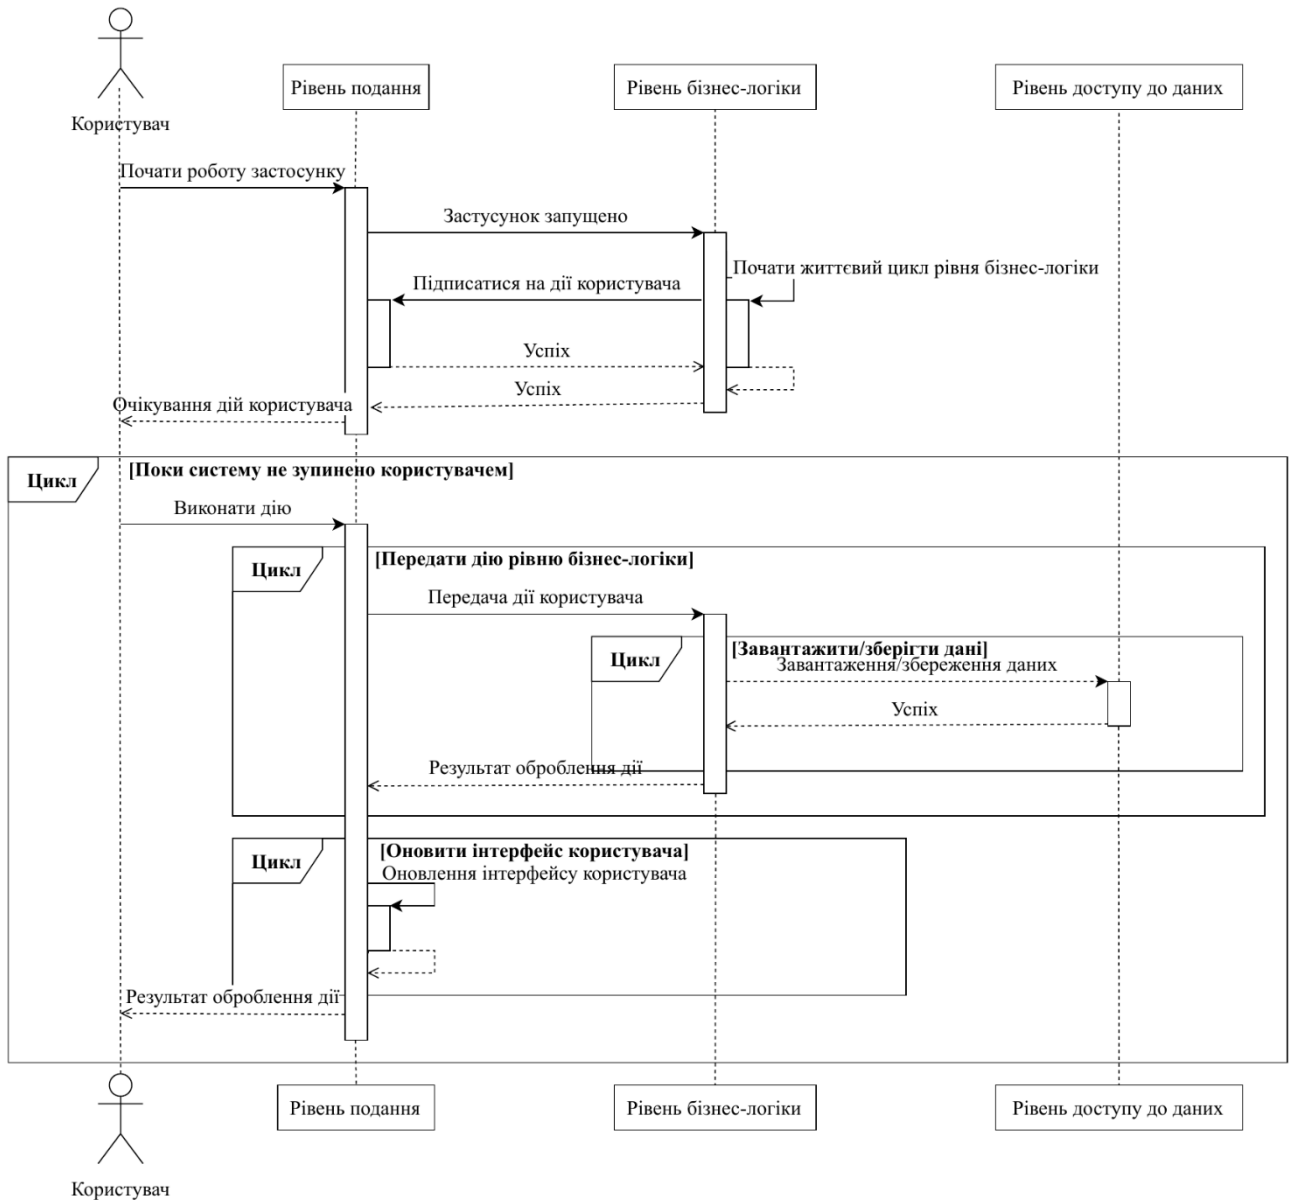 Користувач
Рівень подання
Рівень бізнес-логіки
Рівень доступу до даних
Почати роботу застосунку
Застусунок запущено
Почати життєвий цикл рівня бізнес-логіки
Підписатися на дії користувача
Успіх
Успіх
Очікування дій користувача
Цикл
[Поки систему не зупинено користувачем]
Виконати дію
Цикл
[Передати дію рівню бізнес-логіки]
Передача дії користувача
Цикл
[Завантажити/зберігти дані]
Завантаження/збереження даних
Успіх
Результат оброблення дії
Цикл
[Оновити інтерфейс користувача]
Оновлення інтерфейсу користувача
Результат оброблення дії
Рівень подання
Рівень бізнес-логіки
Рівень доступу до даних
Користувач